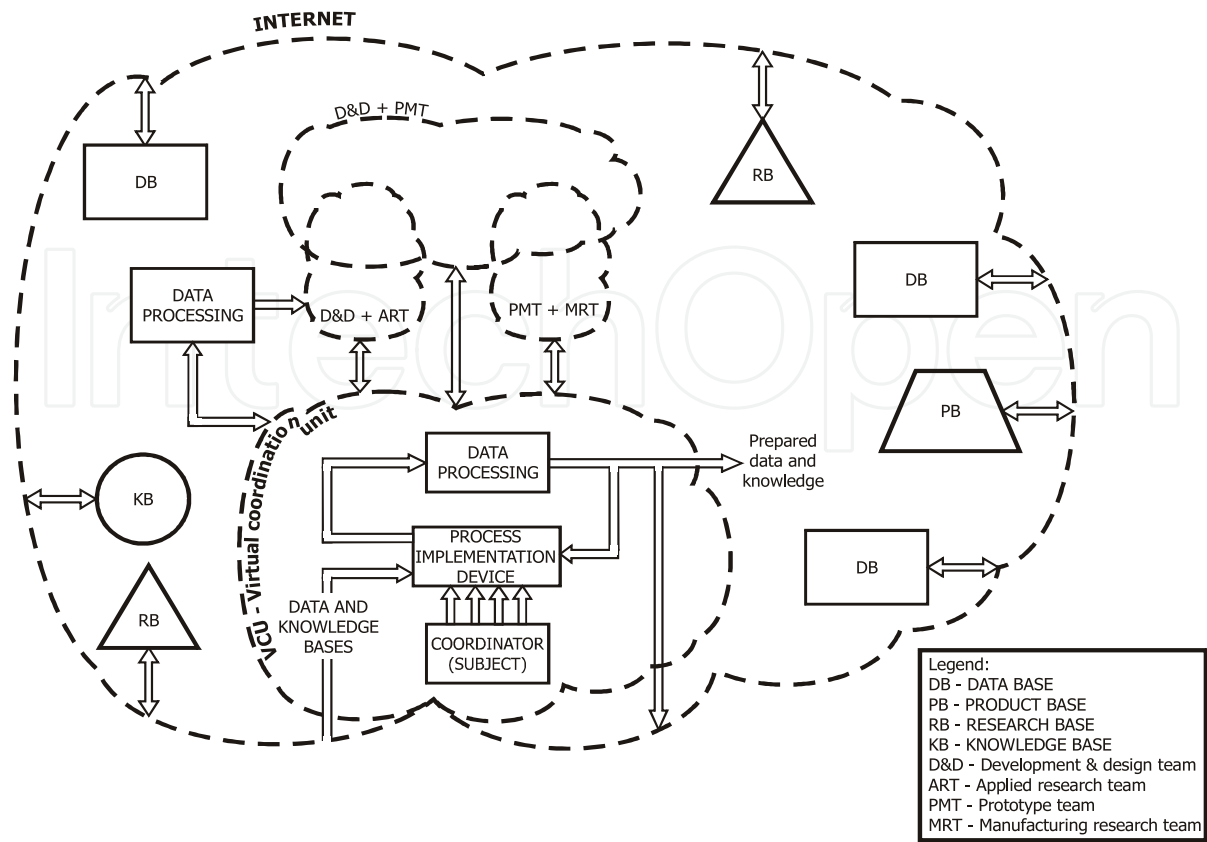 INTERNET
D&D + PMT
DB
RB
DB
DATA
PROCESSING
D&D + ART
PMT + MRT
PB
VCU - Virtual coordination unit
DATA
PROCESSING
Prepared
data and
knowledge
KB
PROCESS
IMPLEMENTATION
DEVICE
DB
RB
DATA AND
KNOWLEDGE
BASES
COORDINATOR
(SUBJECT)
Legend:
DB - DATA BASE
PB - PRODUCT BASE
RB - RESEARCH BASE
KB - KNOWLEDGE BASE
D&D - Development & design team
ART - Applied research team
PMT - Prototype team
MRT - Manufacturing research team
IntechOpen